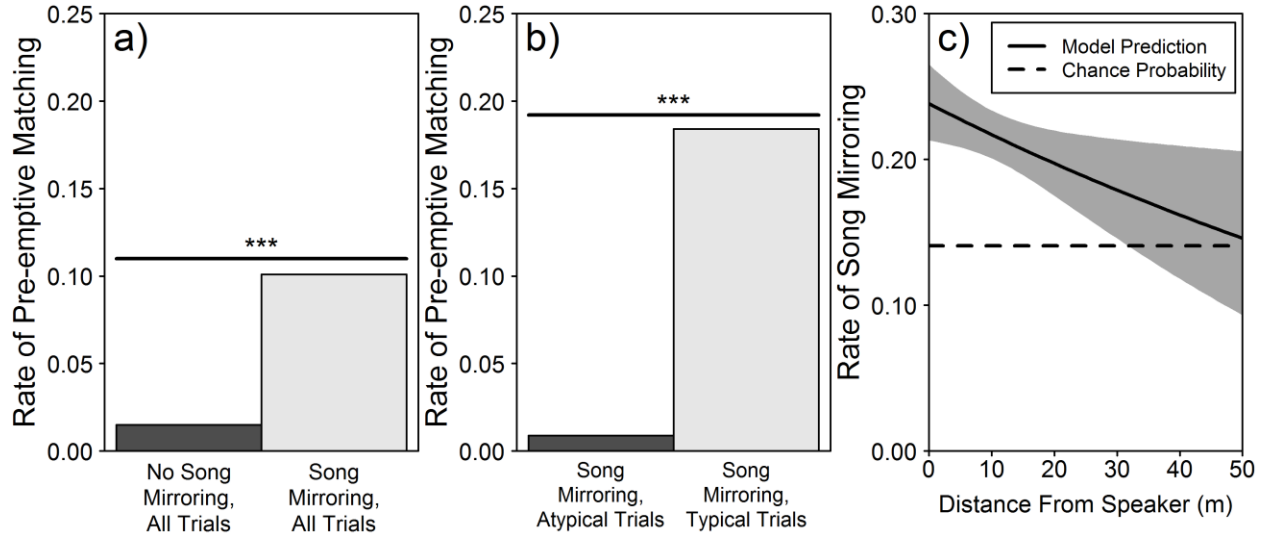 a)
Rate of Pre-emptive Matching
0.25
0.20
0.15
0.10
0.05
0.00
***
No Song
Mirroring,
All Trials
Song
Mirroring,
All Trials
b)
Rate of Pre-emptive Matching
0.25
0.20
0.15
0.10
0.05
0.00
***
Song
Mirroring,
Atypical Trials
Song
Mirroring,
Typical Trials
c)
Rate of Song Mirroring
0.30
0.20
0.10
0.00
Model Prediction
Chance Probability
0 10 20 30 40 50
Distance From Speaker (m)